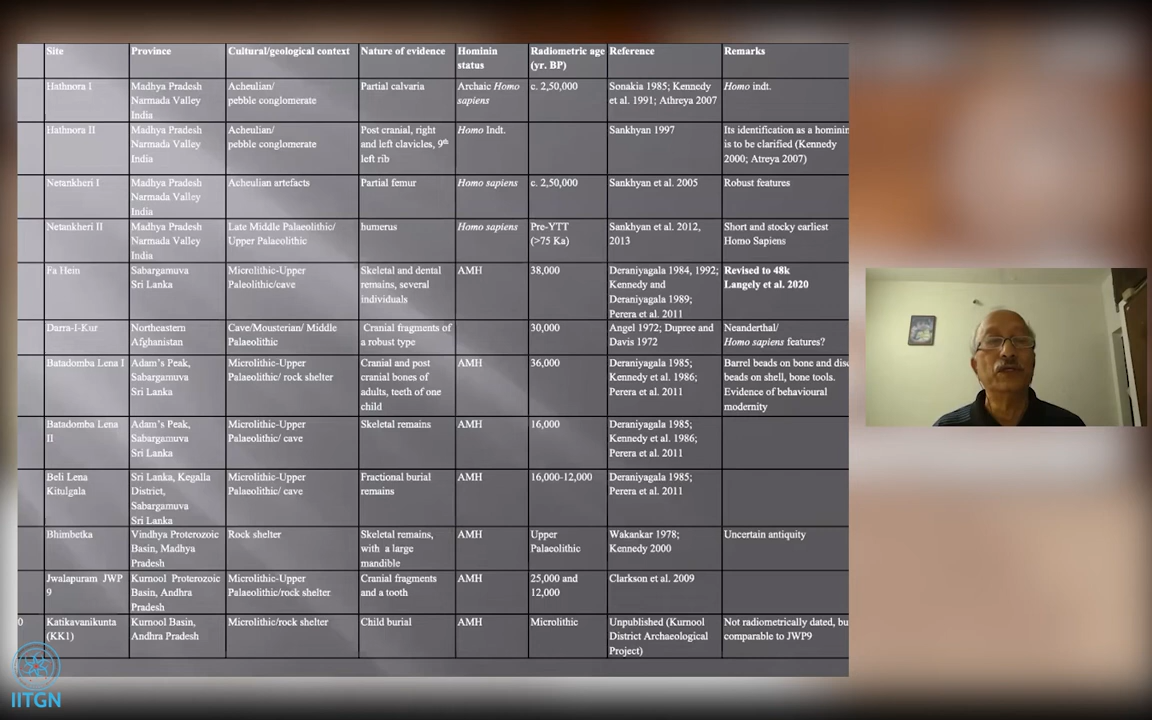 Site Province Cultural/geological context Nature of evidence Hominin status Radiometric age (yr. BP) Reference Remarks
Hathnora I Madhya Pradesh Narmada Valley India Acheulian/ pebble conglomerate Partial calvaria Archaic Homo sapiens c. 2,50,000 Sonakia 1985; Kennedy et al. 1991; Athreya 2007 Homo indt.
Hathnora II Madhya Pradesh Narmada Valley India Acheulian/ pebble conglomerate Post cranial, right and left clavicles, 9th left rib Homo Indt. Sankhyan 1997 Its identification as a hominin is to be clarified (Kennedy 2000; Atreya 2007)
Netankheri I Madhya Pradesh Narmada Valley India Acheulian artefacts Partial femur Homo sapiens c. 2,50,000 Sankhyan et al. 2005 Robust features
Netankheri II Madhya Pradesh Narmada Valley India Late Middle Palaeolithic/ Upper Palaeolithic humerus Homo sapiens Pre-YTT (>75 Ka) Sankhyan et al. 2012, 2013 Short and stocky earliest Homo Sapiens
Fa Hein Sabargamuva Sri Lanka Microlithic-Upper Paleolithic/cave Skeletal and dental remains, several individuals AMH 38,000 Deraniyagala 1984, 1992; Kennedy and Deraniyagala 1989; Perera et al. 2011 Revised to 48k Langely et al. 2020
Darra-I-Kur Northeastern Afghanistan Cave/Mousterian/ Middle Palaeolithic Cranial fragments of a robust type 30,000 Angel 1972; Dupree and Davis 1972 Neanderthal/ Homo sapiens features?
Batadomba Lena I Adam's Peak, Sabargamuva Sri Lanka Microlithic-Upper Palaeolithic/ rock shelter Cranial and post cranial bones of adults, teeth of one child AMH 36,000 Deraniyagala 1985; Kennedy et al. 1986; Perera et al. 2011 Barrel beads on bone and disc beads on shell, bone tools. Evidence of behavioural modernity
Batadomba Lena II Adam's Peak, Sabargamuva Sri Lanka Microlithic-Upper Palaeolithic/ cave Skeletal remains AMH 16,000 Deraniyagala 1985; Kennedy et al. 1986; Perera et al. 2011
Beli Lena Kitulgala Sri Lanka, Kegalla District, Sabargamuva Sri Lanka Microlithic-Upper Palaeolithic/ cave Fractional burial remains AMH 16,000-12,000 Deraniyagala 1985; Perera et al. 2011
Bhimbetka Vindhya Proterozoic Basin, Madhya Pradesh Rock shelter Skeletal remains, with a large mandible AMH Upper Palaeolithic Wakankar 1978; Kennedy 2000 Uncertain antiquity
Jwalapuram JWP 9 Kurnool Proterozoic Basin, Andhra Pradesh Microlithic-Upper Palaeolithic/rock shelter Cranial fragments and a tooth AMH 25,000 and 12,000 Clarkson et al. 2009
0 Katikavanikunta (KK1) Kurnool Basin, Andhra Pradesh Microlithic/rock shelter Child burial AMH Microlithic Unpublished (Kurnool District Archaeological Project) Not radiometrically dated, bu comparable to JWP9
IITGN